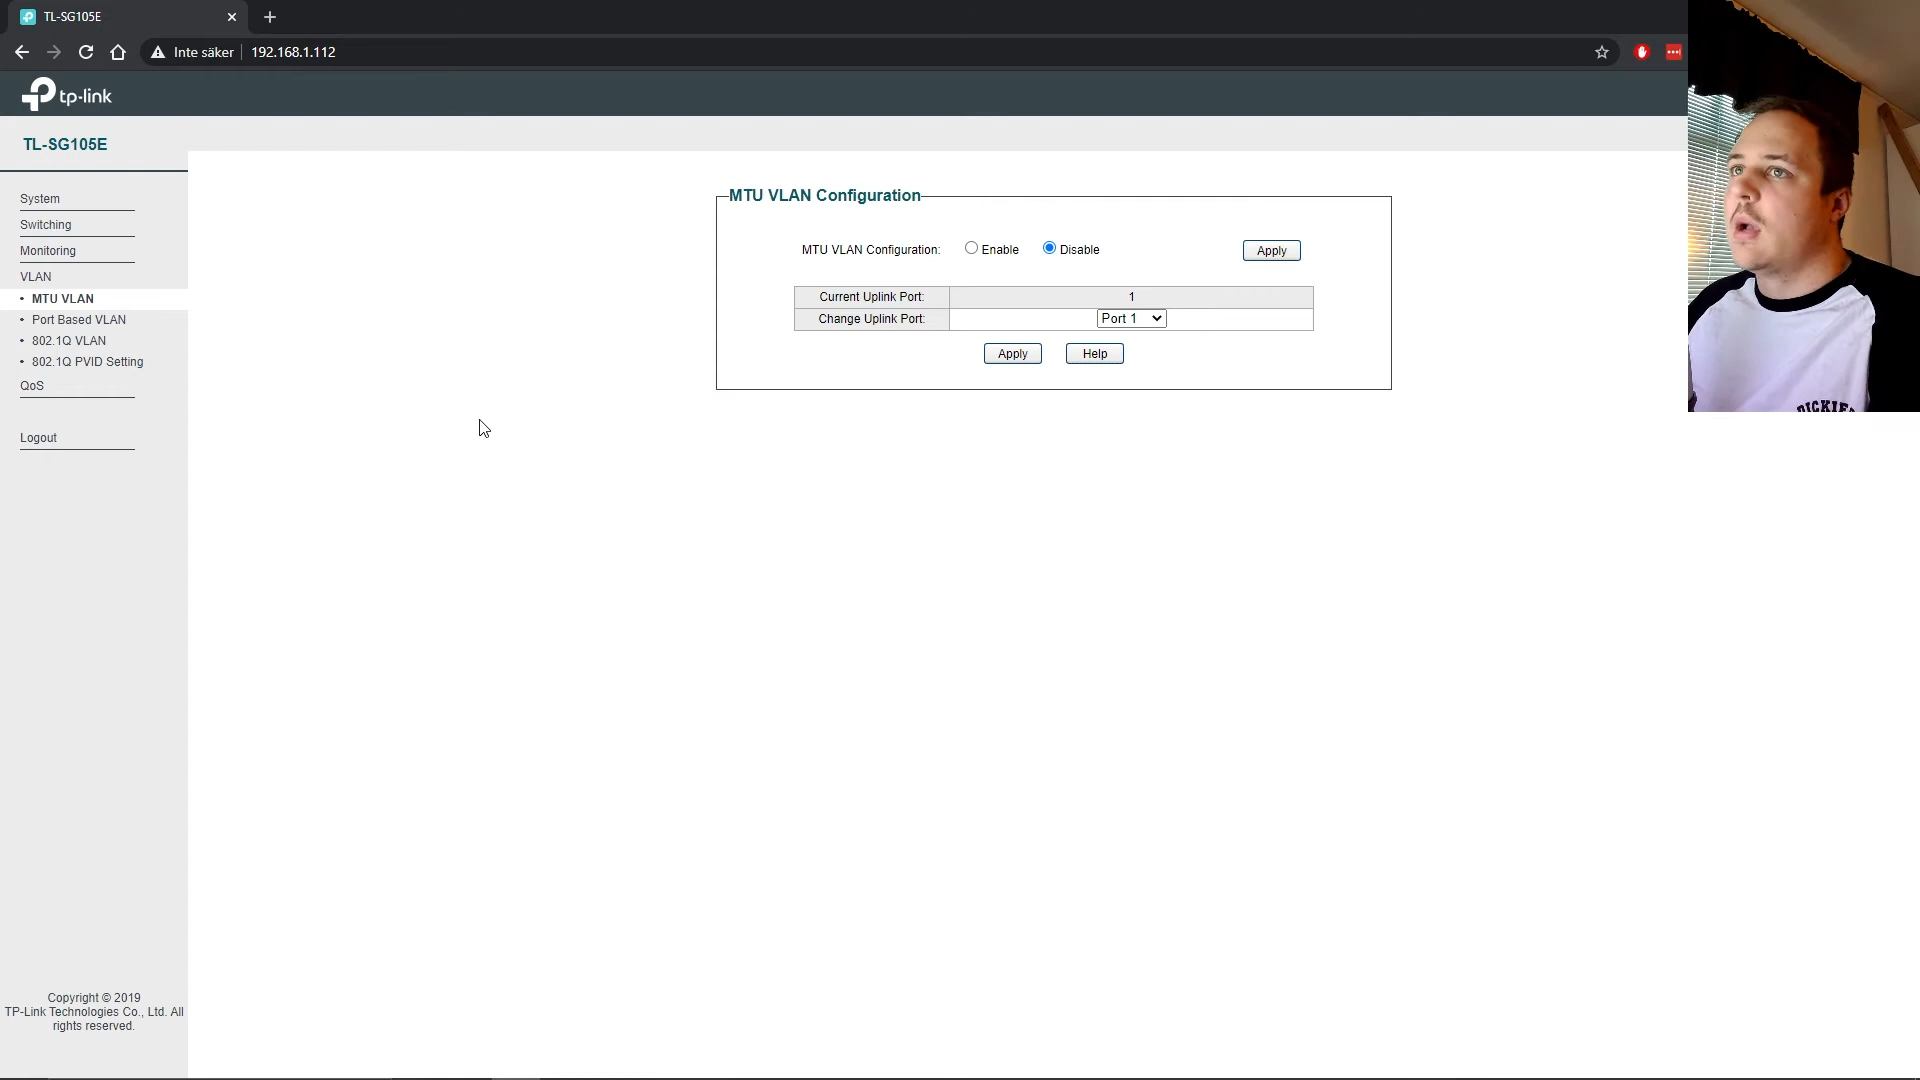 TL-SG105E
Inte säker
192.168.1.112
tp-link
TL-SG105E
System
Switching
Monitoring
VLAN
• MTU VLAN
• Port Based VLAN
• 802.1Q VLAN
• 802.1Q PVID Setting
QoS
Logout
Copyright © 2019
TP-Link Technologies Co., Ltd. All
rights reserved.
MTU VLAN Configuration
MTU VLAN Configuration: Enable Disable Apply
Current Uplink Port: 1
Change Uplink Port: Port 1
Apply Help
DICKIE